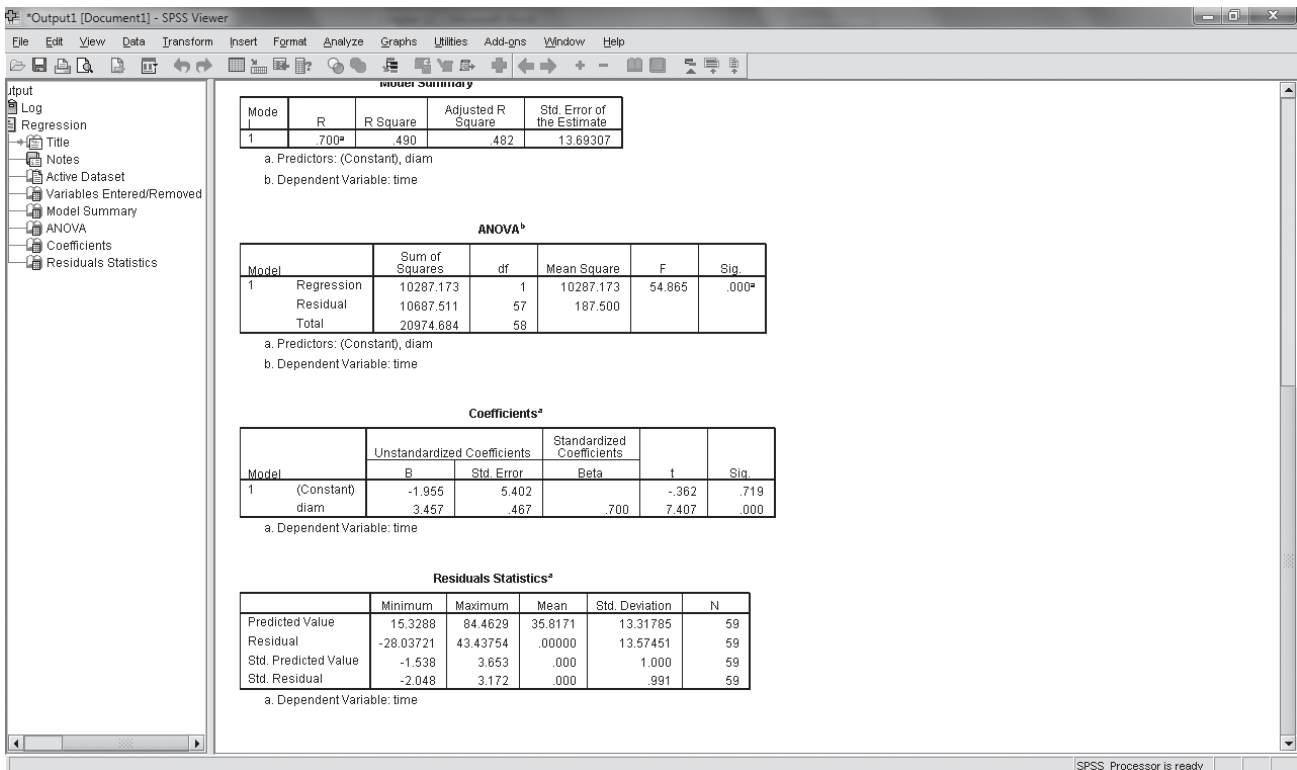 *Output1 [Document1] - SPSS Viewer
File Edit View Data Transform Insert Format Analyze Graphs Utilities Add-ons Window Help
utput
Log
Regression
Title
Notes
Active Dataset
Variables Entered/Removed
Model Summary
ANOVA
Coefficients
Residuals Statistics
Model Summary
Mode
l R R Square Adjusted R Square Std. Error of the Estimate
1 .700a .490 .482 13.69307
a. Predictors: (Constant), diam
b. Dependent Variable: time
ANOVAb
Model Sum of Squares df Mean Square F Sig.
1 Regression 10287.173 1 10287.173 54.865 .000a
Residual 10687.511 57 187.500
Total 20974.684 58
a. Predictors: (Constant), diam
b. Dependent Variable: time
Coefficientsa
Unstandardized Coefficients Standardized Coefficients
Model B Std. Error Beta t Sig.
1 (Constant) -1.955 5.402 -.362 .719
diam 3.457 .467 .700 7.407 .000
a. Dependent Variable: time
Residuals Statisticsa
Minimum Maximum Mean Std. Deviation N
Predicted Value 15.3288 84.4629 35.8171 13.31785 59
Residual -28.03721 43.43754 .00000 13.57451 59
Std. Predicted Value -1.538 3.653 .000 1.000 59
Std. Residual -2.048 3.172 .000 .991 59
a. Dependent Variable: time
SPSS Processor is ready